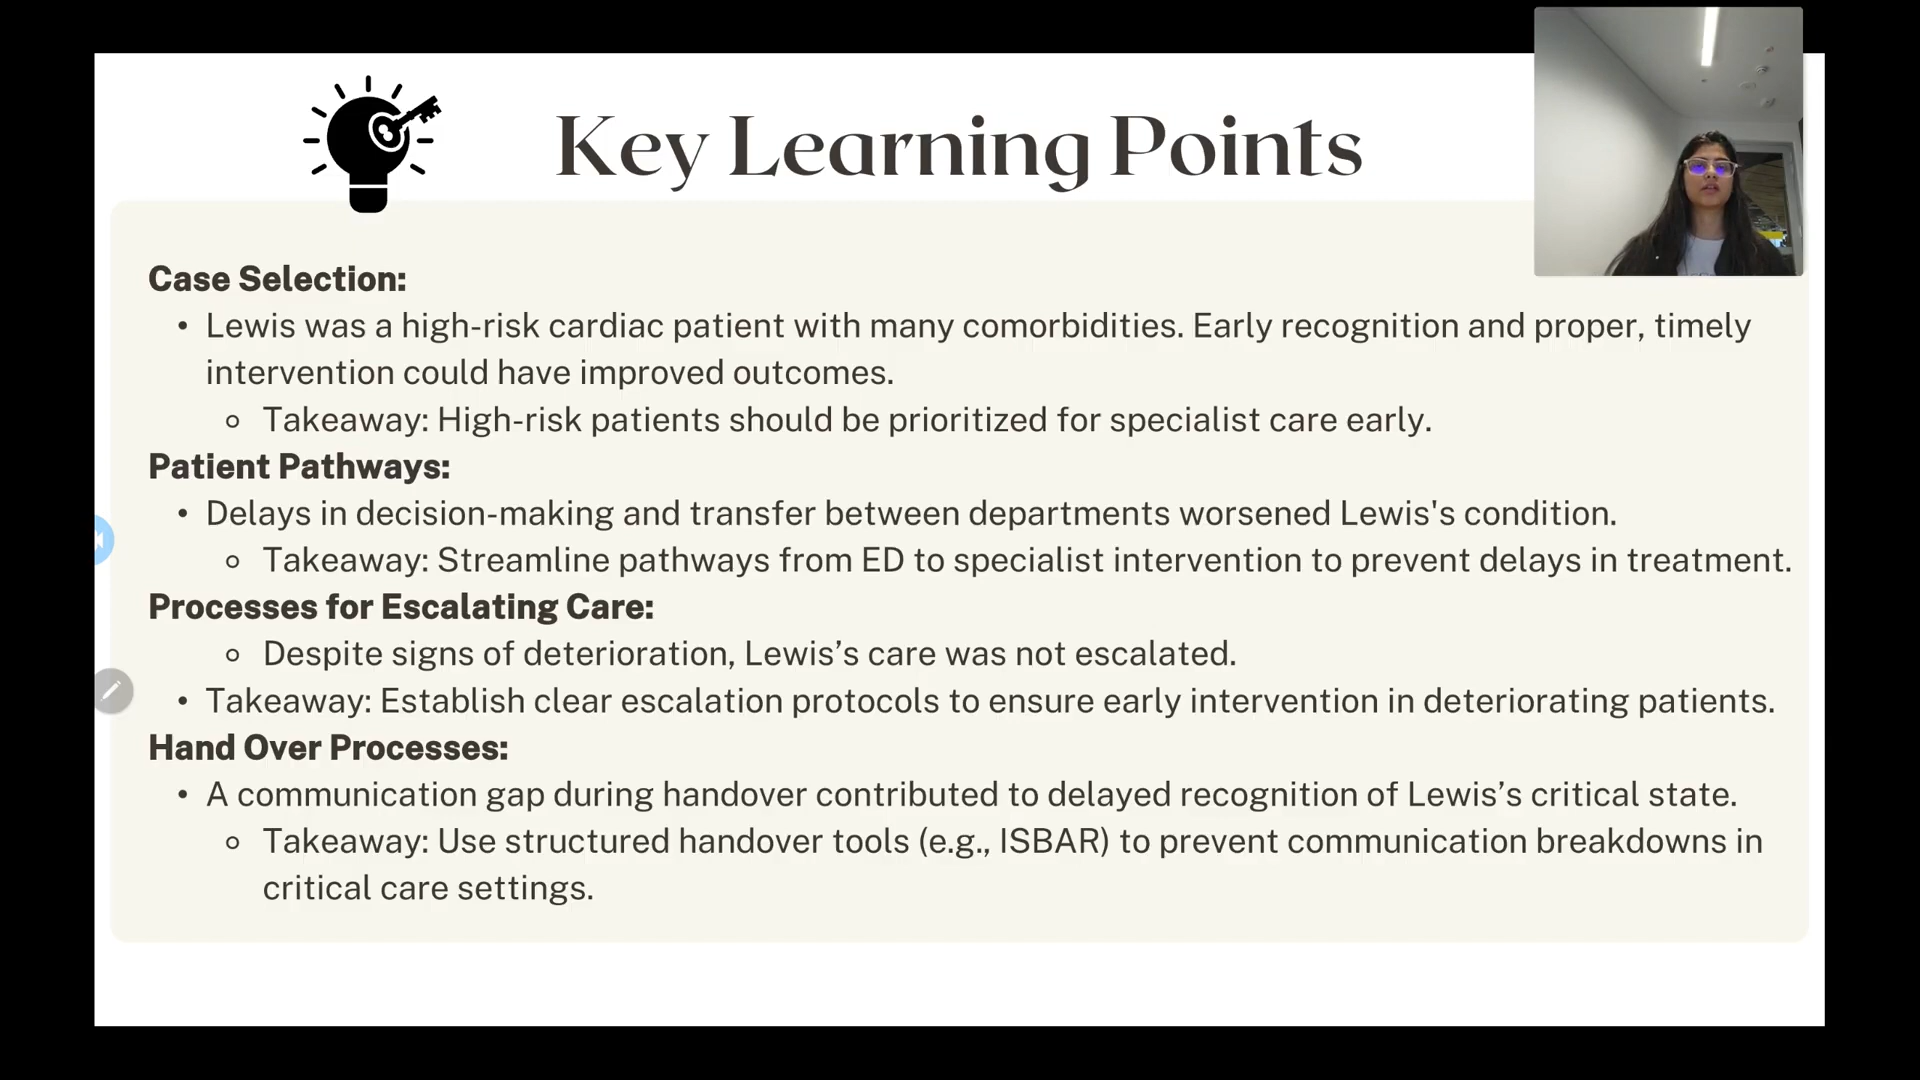 Key Learning Points
Case Selection:
• Lewis was a high-risk cardiac patient with many comorbidities. Early recognition and proper, timely
intervention could have improved outcomes.
○ Takeaway: High-risk patients should be prioritized for specialist care early.
Patient Pathways:
• Delays in decision-making and transfer between departments worsened Lewis's condition.
○ Takeaway: Streamline pathways from ED to specialist intervention to prevent delays in treatment.
Processes for Escalating Care:
○ Despite signs of deterioration, Lewis’s care was not escalated.
• Takeaway: Establish clear escalation protocols to ensure early intervention in deteriorating patients.
Hand Over Processes:
• A communication gap during handover contributed to delayed recognition of Lewis’s critical state.
○ Takeaway: Use structured handover tools (e.g., ISBAR) to prevent communication breakdowns in
critical care settings.